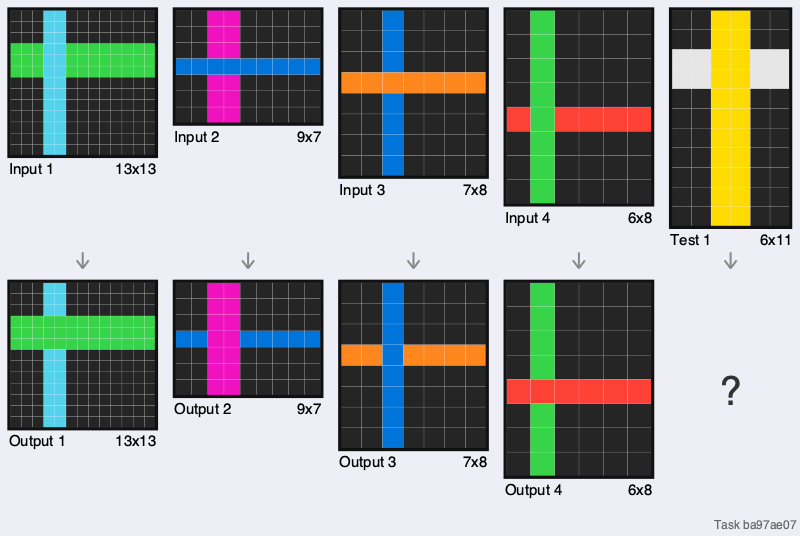 Input 1 13x13
Input 2 9x7
Input 3 7x8
Input 4 6x8
Test 1 6x11
Output 1 13x13
Output 2 9x7
Output 3 7x8
Output 4 6x8
?
Task ba97ae07